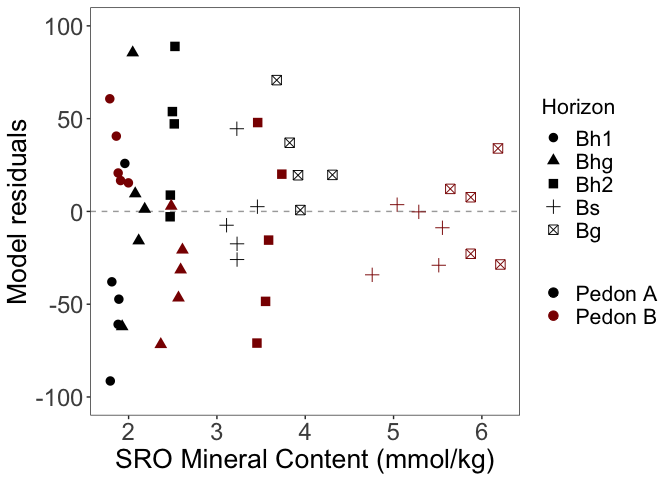 100
50
0
-50
-100
Model residuals
2 3 4 5 6
SRO Mineral Content (mmol/kg)
Horizon
Bh1
Bhg
Bh2
Bs
Bg
Pedon A
Pedon B